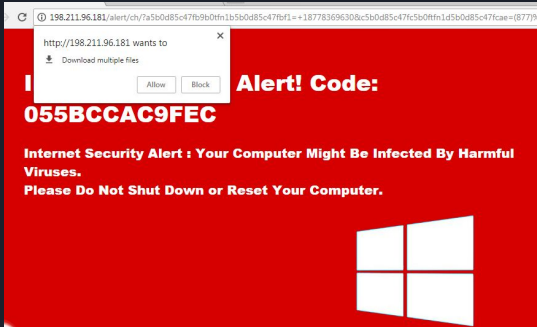 198.211.96.181/alert/ch/?a5b0d85c47fb9b0tfn1b5b0d85c47fbf1=+18778369630&c5b0d85c47fc5b0ftfn1d5b0d85c47fcae=(877)%
http://198.211.96.181 wants to
Download multiple files
Allow Block
I Alert! Code:
055BCCAC9FEC
Internet Security Alert : Your Computer Might Be Infected By Harmful
Viruses.
Please Do Not Shut Down or Reset Your Computer.